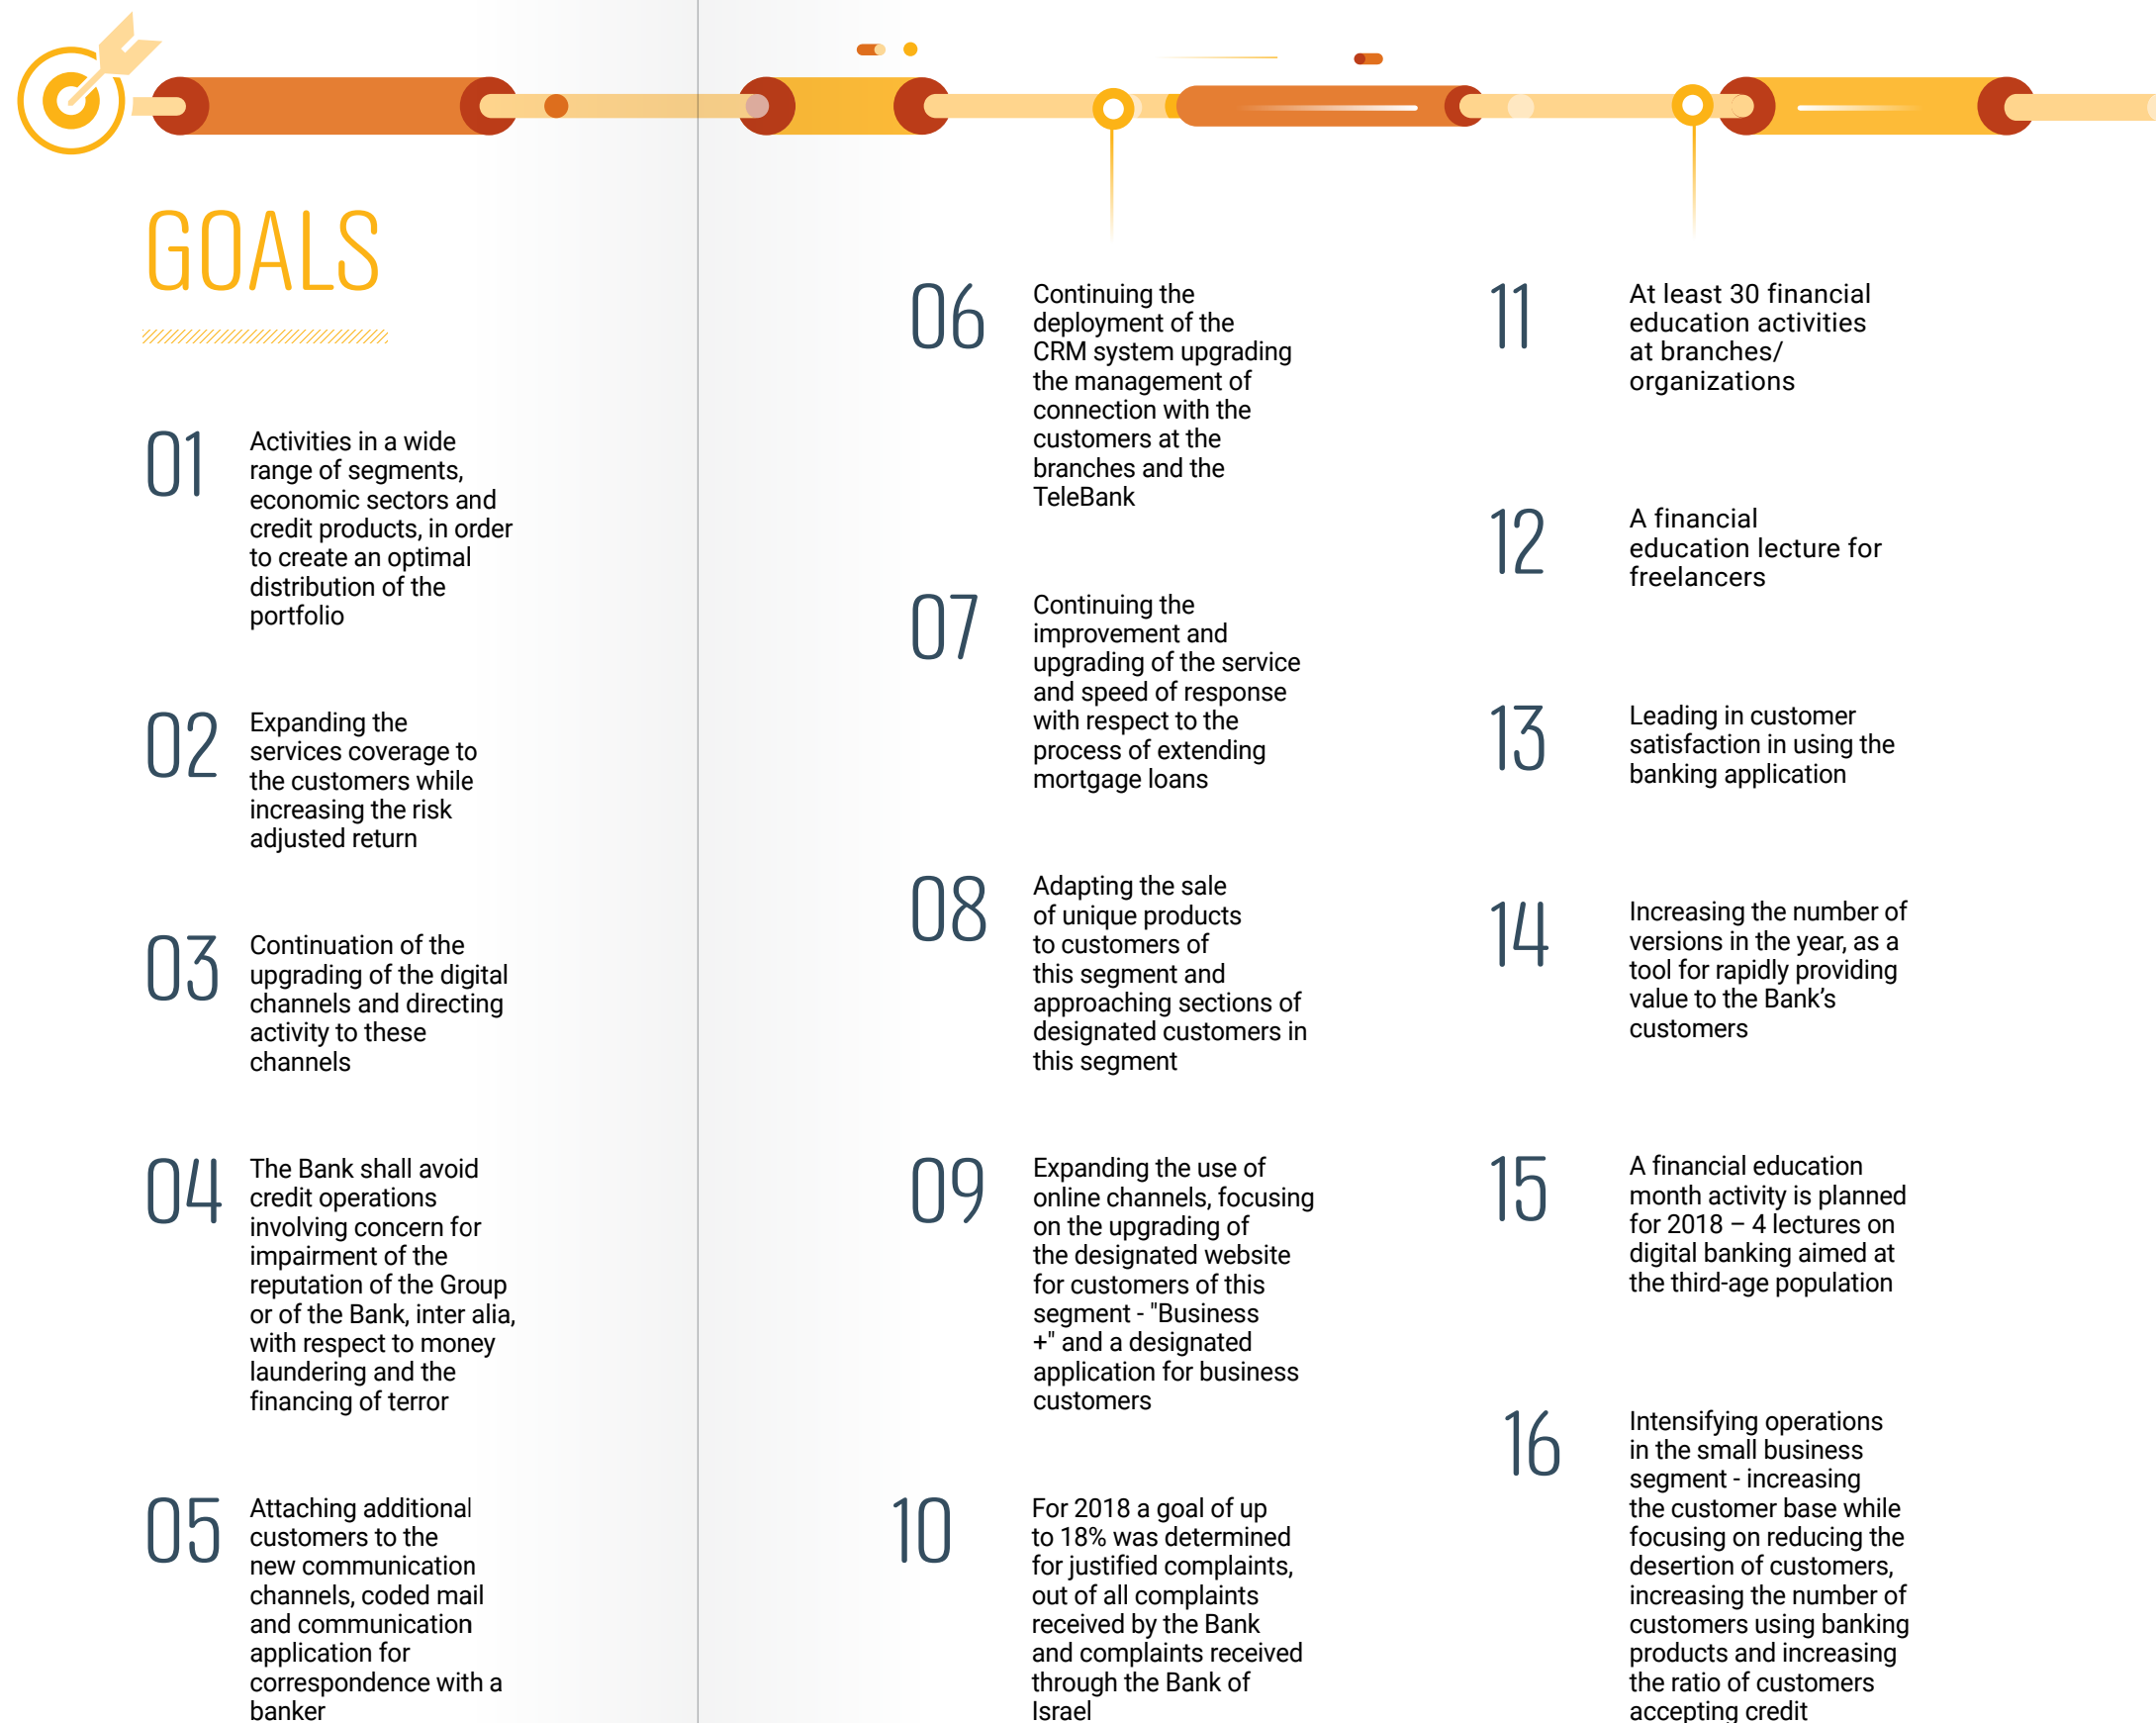 GOALS
01
Activities in a wide
range of segments,
economic sectors and
credit products, in order
to create an optimal
distribution of the
portfolio
02
Expanding the
services coverage to
the customers while
increasing the risk
adjusted return
03
Continuation of the
upgrading of the digital
channels and directing
activity to these
channels
04
The Bank shall avoid
credit operations
involving concern for
impairment of the
reputation of the Group
or of the Bank, inter alia,
with respect to money
laundering and the
financing of terror
05
Attaching additional
customers to the
new communication
channels, coded mail
and communication
application for
correspondence with a
banker
06
Continuing the
deployment of the
CRM system upgrading
the management of
connection with the
customers at the
branches and the
TeleBank
07
Continuing the
improvement and
upgrading of the service
and speed of response
with respect to the
process of extending
mortgage loans
08
Adapting the sale
of unique products
to customers of
this segment and
approaching sections of
designated customers in
this segment
09
Expanding the use of
online channels, focusing
on the upgrading of
the designated website
for customers of this
segment - "Business
+" and a designated
application for business
customers
10
For 2018 a goal of up
to 18% was determined
for justified complaints,
out of all complaints
received by the Bank
and complaints received
through the Bank of
Israel
11
At least 30 financial
education activities
at branches/
organizations
12
A financial
education lecture for
freelancers
13
Leading in customer
satisfaction in using the
banking application
14
Increasing the number of
versions in the year, as a
tool for rapidly providing
value to the Bank’s
customers
15
A financial education
month activity is planned
for 2018 – 4 lectures on
digital banking aimed at
the third-age population
16
Intensifying operations
in the small business
segment - increasing
the customer base while
focusing on reducing the
desertion of customers,
increasing the number of
customers using banking
products and increasing
the ratio of customers
accepting credit